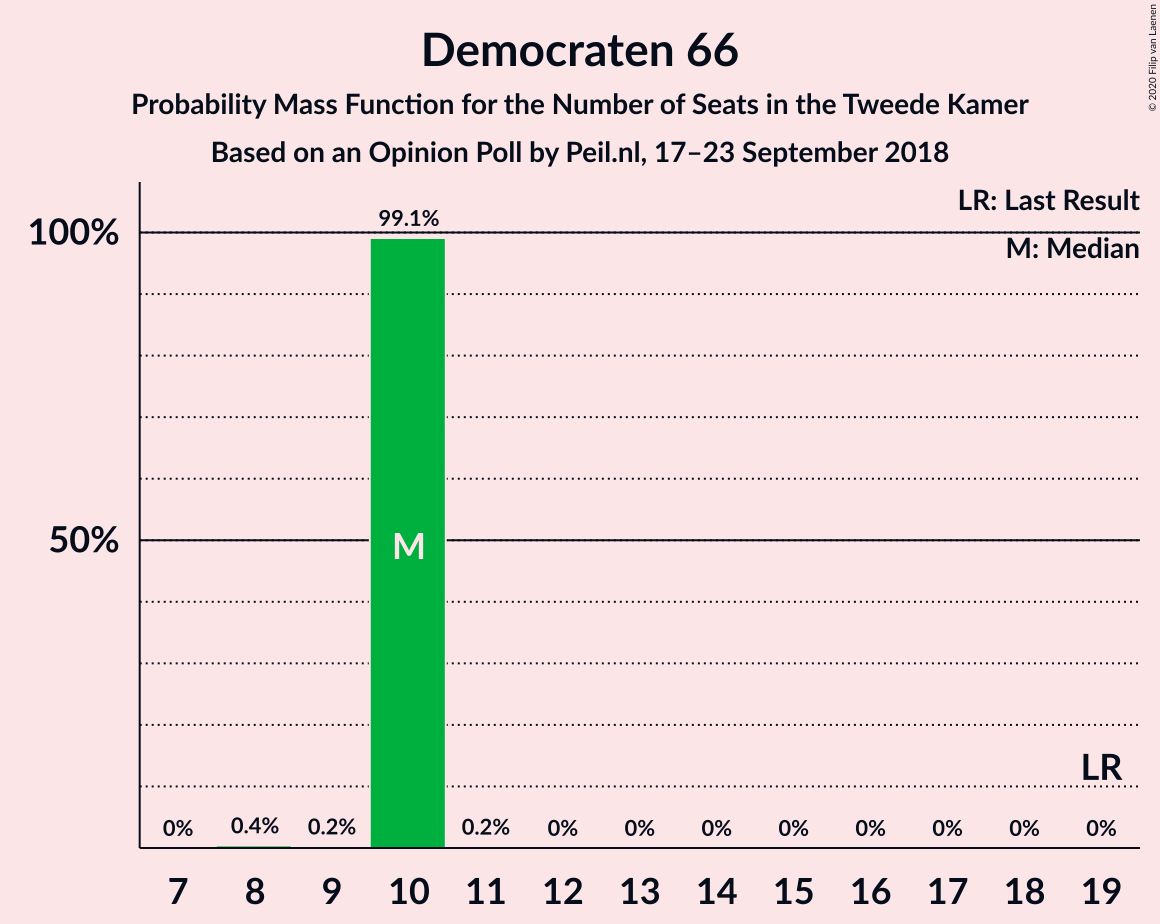 Democraten 66
Probability Mass Function for the Number of Seats in the Tweede Kamer
Based on an Opinion Poll by Peil.nl, 17–23 September 2018
© 2020 Filip van Laenen
LR: Last Result
M: Median
100%
50%
99.1%
M
LR
0% 0.4% 0.2% 0.2% 0% 0% 0% 0% 0% 0% 0% 0%
7 8 9 10 11 12 13 14 15 16 17 18 19